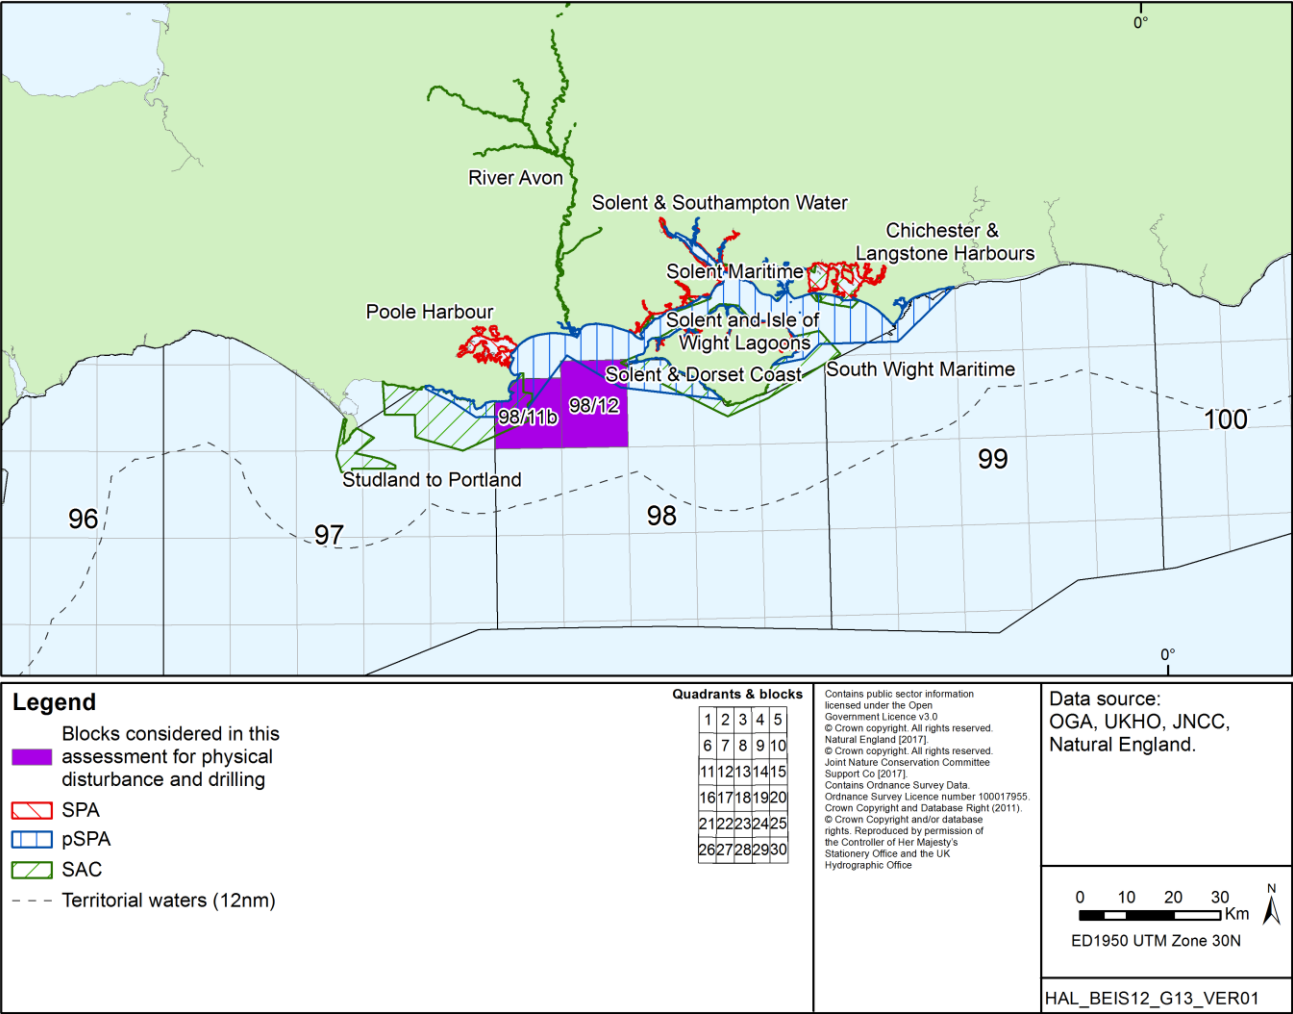 0°
River Avon
Solent & Southampton Water
Chichester &
Langstone Harbours
Solent Maritime
Poole Harbour
Solent and Isle of
Wight Lagoons
Solent & Dorset Coast
South Wight Maritime
98/11b
98/12
Studland to Portland
100
99
98
97
96
0°
Legend
Blocks considered in this
assessment for physical
disturbance and drilling
SPA
pSPA
SAC
Territorial waters (12nm)
Quadrants & blocks
1 2 3 4 5
6 7 8 9 10
11 12 13 14 15
16 17 18 19 20
21 22 23 24 25
26 27 28 29 30
Contains public sector information
licensed under the Open
Government Licence v3.0
© Crown copyright. All rights reserved.
Natural England [2017].
© Crown copyright. All rights reserved.
Joint Nature Conservation Committee
Support Co [2017].
Contains Ordnance Survey Data.
Ordnance Survey Licence number 100017955.
Crown Copyright and Database Right (2011).
© Crown Copyright and/or database
rights. Reproduced by permission of
the Controller of Her Majesty's
Stationery Office and the UK
Hydrographic Office
Data source:
OGA, UKHO, JNCC,
Natural England.
0 10 20 30
Km
N
ED1950 UTM Zone 30N
HAL_BEIS12_G13_VER01